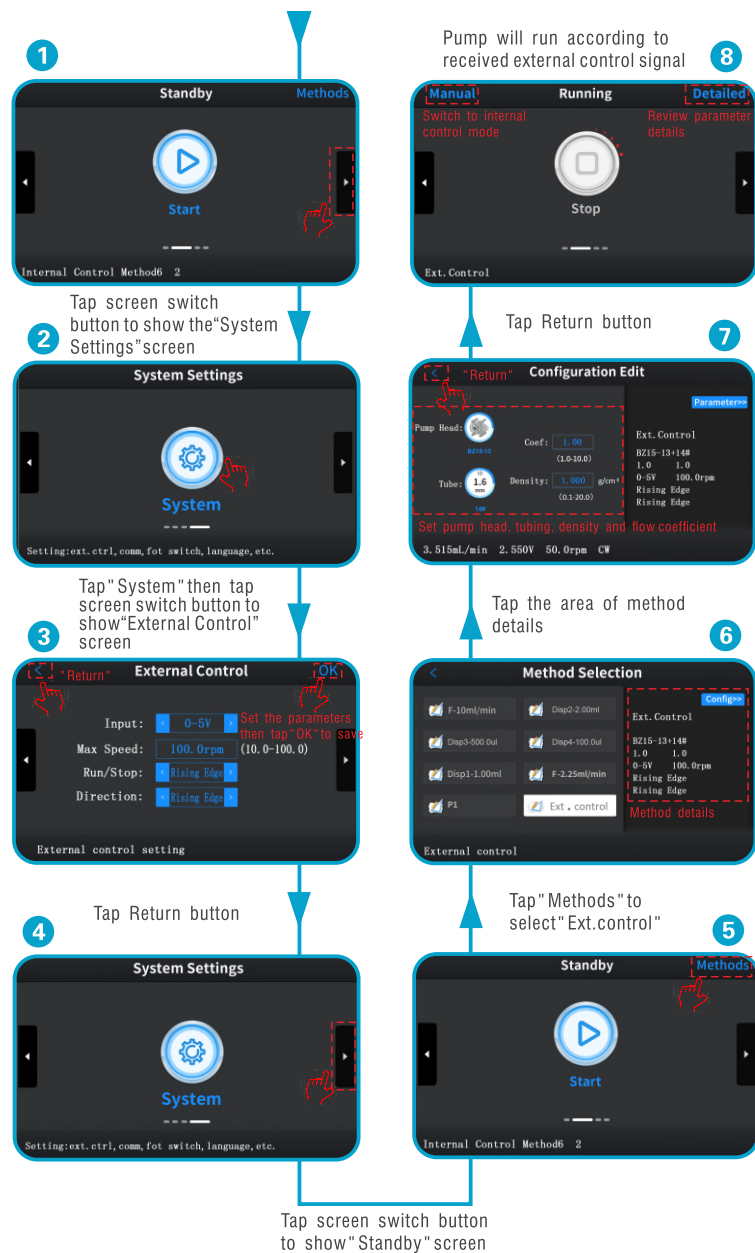 1
Standby
Methods
Start
Internal Control Method6 2
Tap screen switch
button to show the“System
Settings”screen
2
System Settings
System
Setting:ext.ctrl,comm,fot switch,language,etc.
Tap"System"then tap
screen switch button to
show“External Control”
screen
3
< "Return"
External Control
OK
Input: < 0-5V >
Set the parameters
then tap"OK"to save
Max Speed: 100.0rpm (10.0-100.0)
Run/Stop: < Rising Edge >
Direction: < Rising Edge >
External control setting
Tap Return button
4
System Settings
System
Setting:ext.ctrl,comm,fot switch,language,etc.
Tap screen switch button
to show"Standby"screen
5
Standby
Methods
Start
Internal Control Method6 2
Tap"Methods"to
select"Ext.control"
6
<
Method Selection
F-10ml/min
Disp2-2.00ml
Disp3-500.0ul
Disp4-100.0ul
Disp1-1.00ml
F-2.25ml/min
P1
Ext.control
Config>>
Ext.Control
BZ15-13+14#
1.0 1.0
0-5V 100.0rpm
Rising Edge
Rising Edge
Method details
External control
Tap the area of method
details
7
< "Return"
Configuration Edit
Parameter>>
Pump Head:
BZ15-13
Coef: 1.00
(1.0-10.0)
Tube:
1.6
mm
14#
Density: 1.000 g/cm³
(0.1-20.0)
Ext.Control
BZ15-13+14#
1.0 1.0
0-5V 100.0rpm
Rising Edge
Rising Edge
Set pump head, tubing, density and flow coefficient
3.515mL/min 2.550V 50.0rpm CW
Tap Return button
8
Pump will run according to
received external control signal
Manual
Running
Detailed
Switch to internal
control mode
Review parameter
details
Stop
Ext.Control